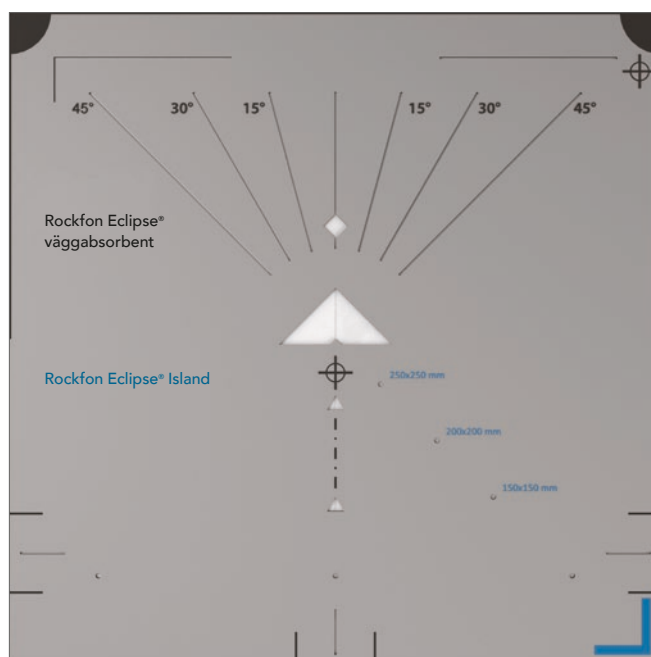 45° 30° 15° 15° 30° 45°
Rockfon Eclipse®
väggabsorbent
Rockfon Eclipse® Island
250x250 mm
200x200 mm
150x150 mm